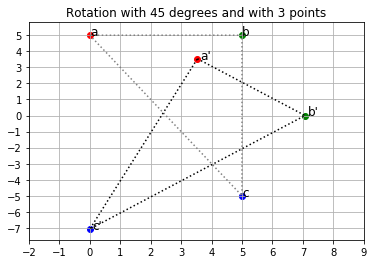 Rotation with 45 degrees and with 3 points
5
a
b
4
a'
3
2
1
0
b'
−1
−2
−3
−4
−5
c
−6
−7
c'
−2 −1 0 1 2 3 4 5 6 7 8 9